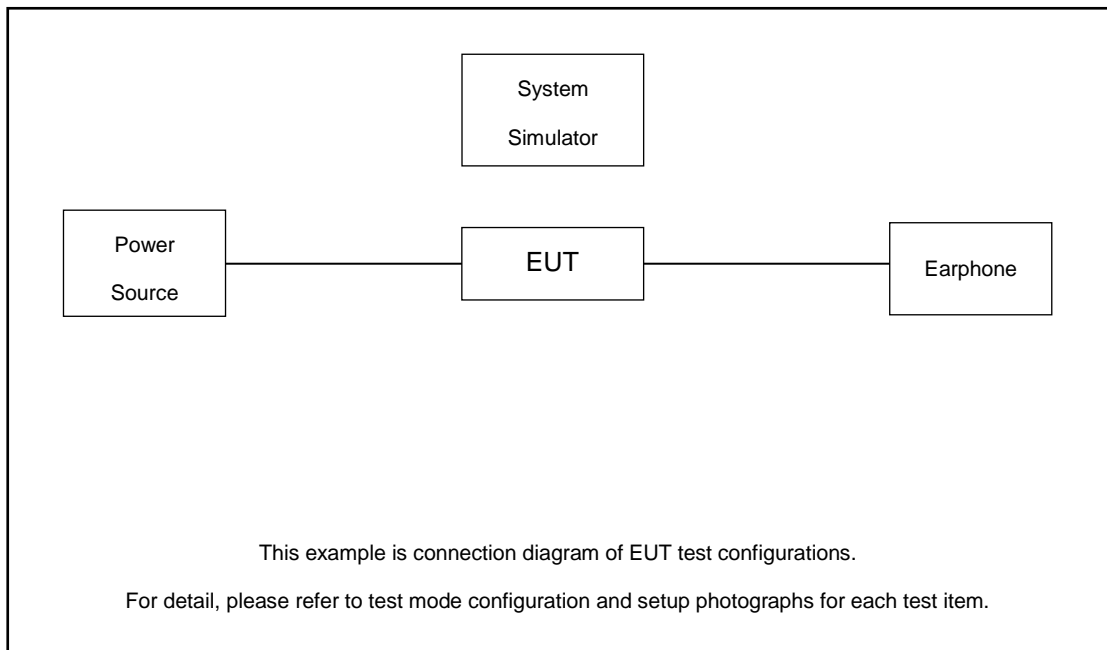 System
Simulator
Power
Source
EUT
Earphone
This example is connection diagram of EUT test configurations.
For detail, please refer to test mode configuration and setup photographs for each test item.